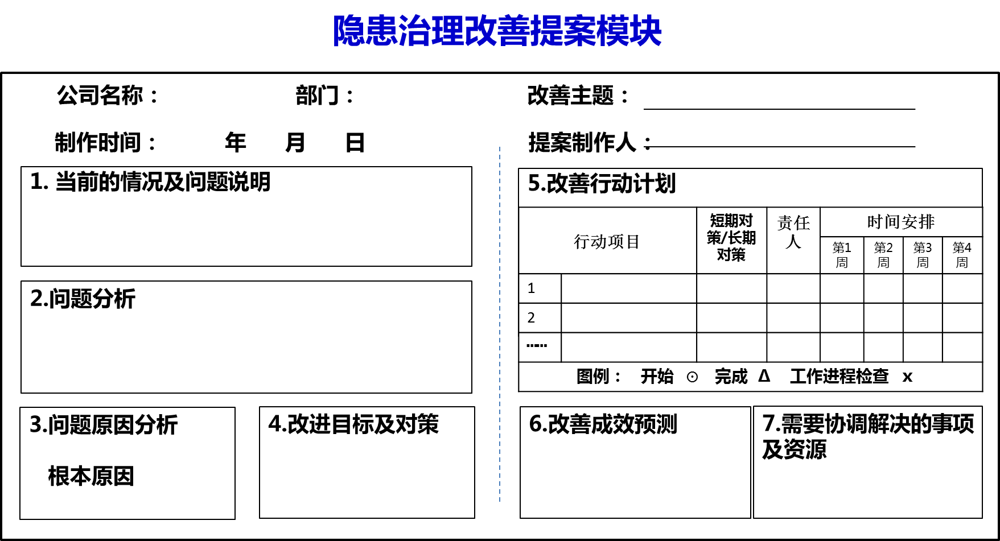 隐患治理改善提案模块
公司名称： 部门： 改善主题：
制作时间： 年 月 日 提案制作人：
1. 当前的情况及问题说明
2.问题分析
3.问题原因分析
根本原因
4.改进目标及对策
5.改善行动计划
行动项目
短期对
策/长期
对策
责任
人
时间安排
第1
周
第2
周
第3
周
第4
周
1
2
……
图例： 开始 ⊙ 完成 Δ 工作进程检查 x
6.改善成效预测
7.需要协调解决的事项
及资源